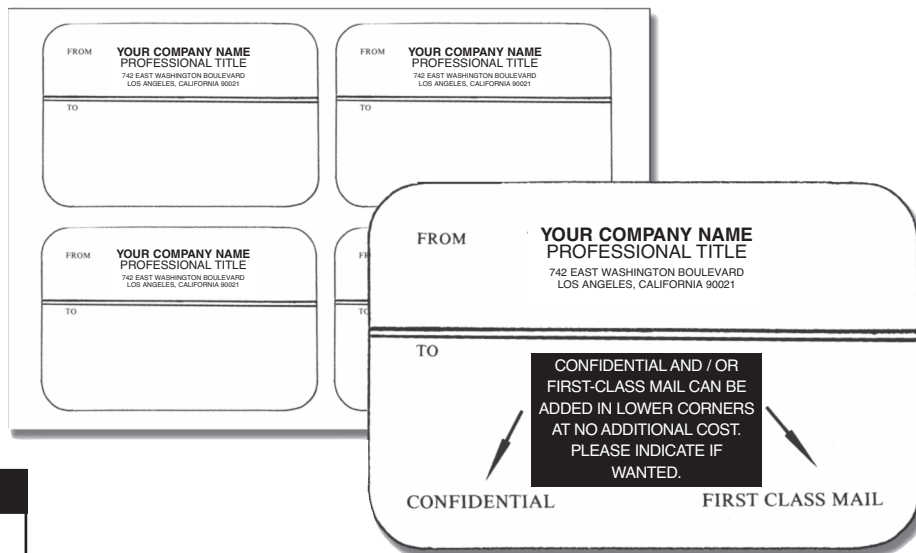 FROM
YOUR COMPANY NAME
PROFESSIONAL TITLE
742 EAST WASHINGTON BOULEVARD
LOS ANGELES, CALIFORNIA 90021
TO
FROM
YOUR COMPANY NAME
PROFESSIONAL TITLE
742 EAST WASHINGTON BOULEVARD
LOS ANGELES, CALIFORNIA 90021
TO
FROM
YOUR COMPANY NAME
PROFESSIONAL TITLE
742 EAST WASHINGTON BOULEVARD
LOS ANGELES, CALIFORNIA 90021
TO
FR
TO
FROM
YOUR COMPANY NAME
PROFESSIONAL TITLE
742 EAST WASHINGTON BOULEVARD
LOS ANGELES, CALIFORNIA 90021
TO
CONFIDENTIAL AND / OR
FIRST-CLASS MAIL CAN BE
ADDED IN LOWER CORNERS
AT NO ADDITIONAL COST.
PLEASE INDICATE IF
WANTED.
CONFIDENTIAL
FIRST CLASS MAIL